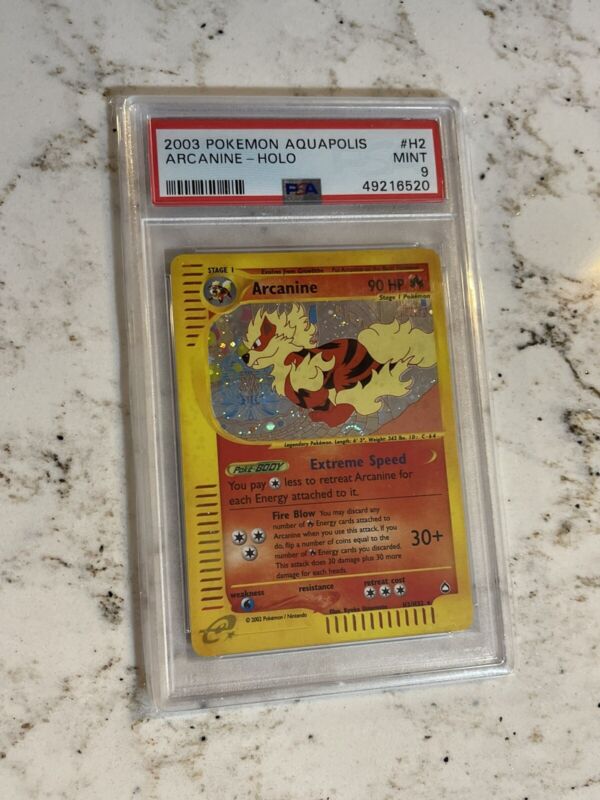 2003 POKEMON AQUAPOLIS #H2
ARCANINE - HOLO MINT
9
PSA 49216520
STAGE 1 Evolves from Growlithe
Arcanine 90 HP
Stage 1 Pokémon
Legendary Pokémon. Length: 6' 3", Weight: 342 lbs.
Poké-BODY Extreme Speed
You pay less to retreat Arcanine for
each Energy attached to it.
Fire Blow You may discard any
number of Energy cards attached to
Arcanine when you use this attack. If you
do, flip a number of coins equal to the
number of Energy cards you discarded.
This attack does 30 damage plus 30 more
damage for each heads.
30+
weakness resistance retreat cost
© 2002 Pokémon / Nintendo
e